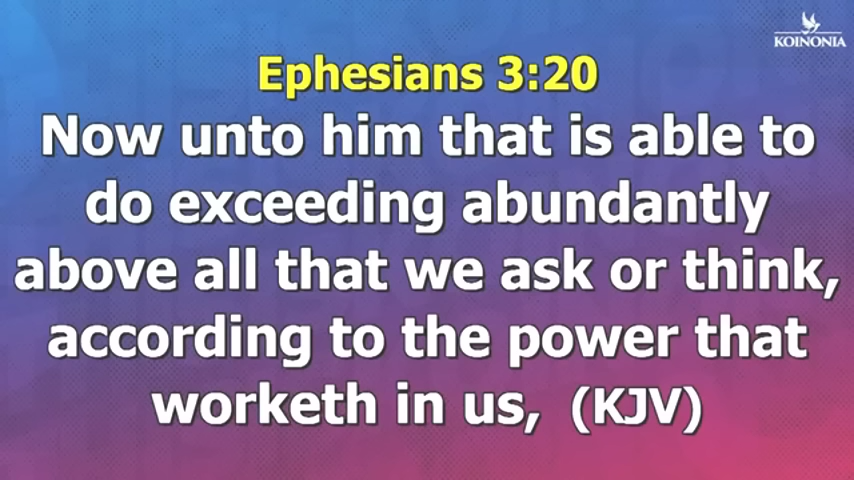 KOINONIA
Ephesians 3:20
Now unto him that is able to
do exceeding abundantly
above all that we ask or think,
according to the power that
worketh in us, (KJV)